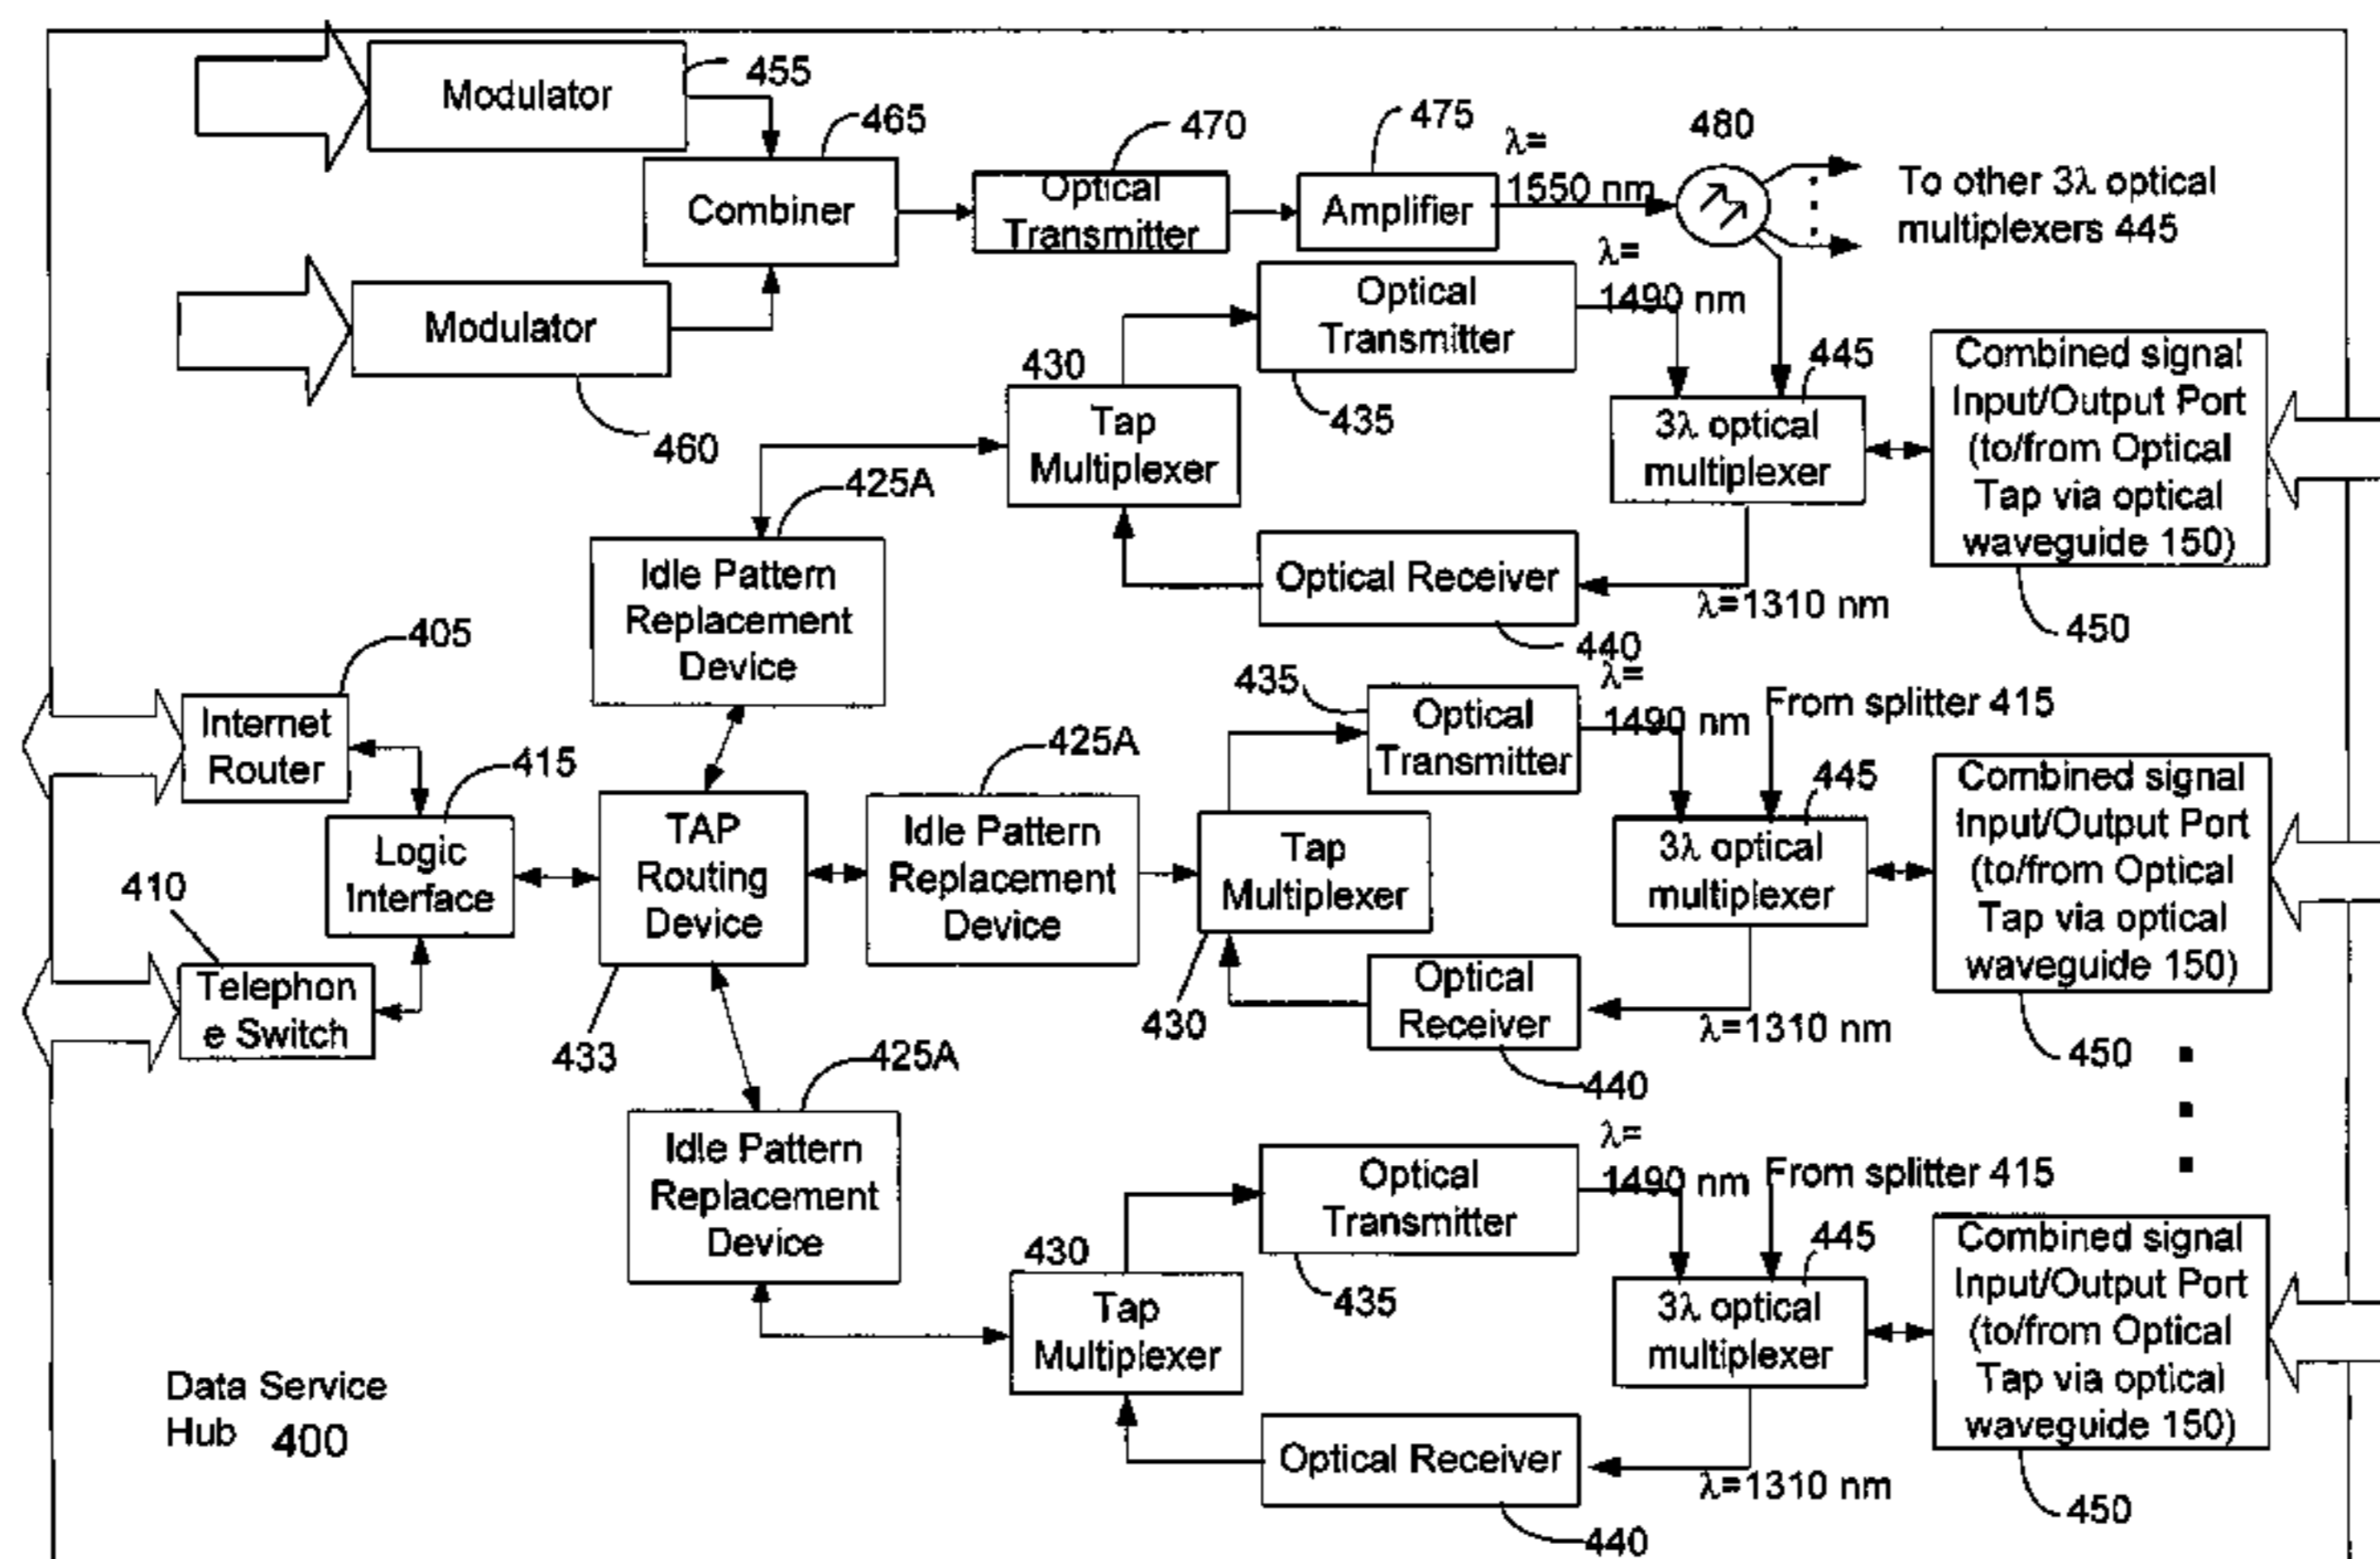 Modulator
455
465
470
475
λ=
1550 nm
480
Combiner
Optical
Transmitter
Amplifier
To other 3λ optical
multiplexers 445
Modulator
460
Optical
Transmitter
435
λ=
1490 nm
430
Tap
Multiplexer
445
3λ optical
multiplexer
Combined signal
Input/Output Port
(to/from Optical
Tap via optical
waveguide 150)
450
425A
Idle Pattern
Replacement
Device
Optical Receiver
440
λ=1310 nm
405
Internet
Router
415
Logic
Interface
410
Telephon
e Switch
TAP
Routing
Device
433
425A
Idle Pattern
Replacement
Device
435
Optical
Transmitter
λ=
1490 nm
From splitter 415
Tap
Multiplexer
430
445
3λ optical
multiplexer
Combined signal
Input/Output Port
(to/from Optical
Tap via optical
waveguide 150)
450
Optical
Receiver
440
λ=1310 nm
425A
Idle Pattern
Replacement
Device
430
Tap
Multiplexer
Optical
Transmitter
435
λ=
1490 nm
From splitter 415
445
3λ optical
multiplexer
Combined signal
Input/Output Port
(to/from Optical
Tap via optical
waveguide 150)
450
Optical Receiver
440
λ=1310 nm
Data Service
Hub 400